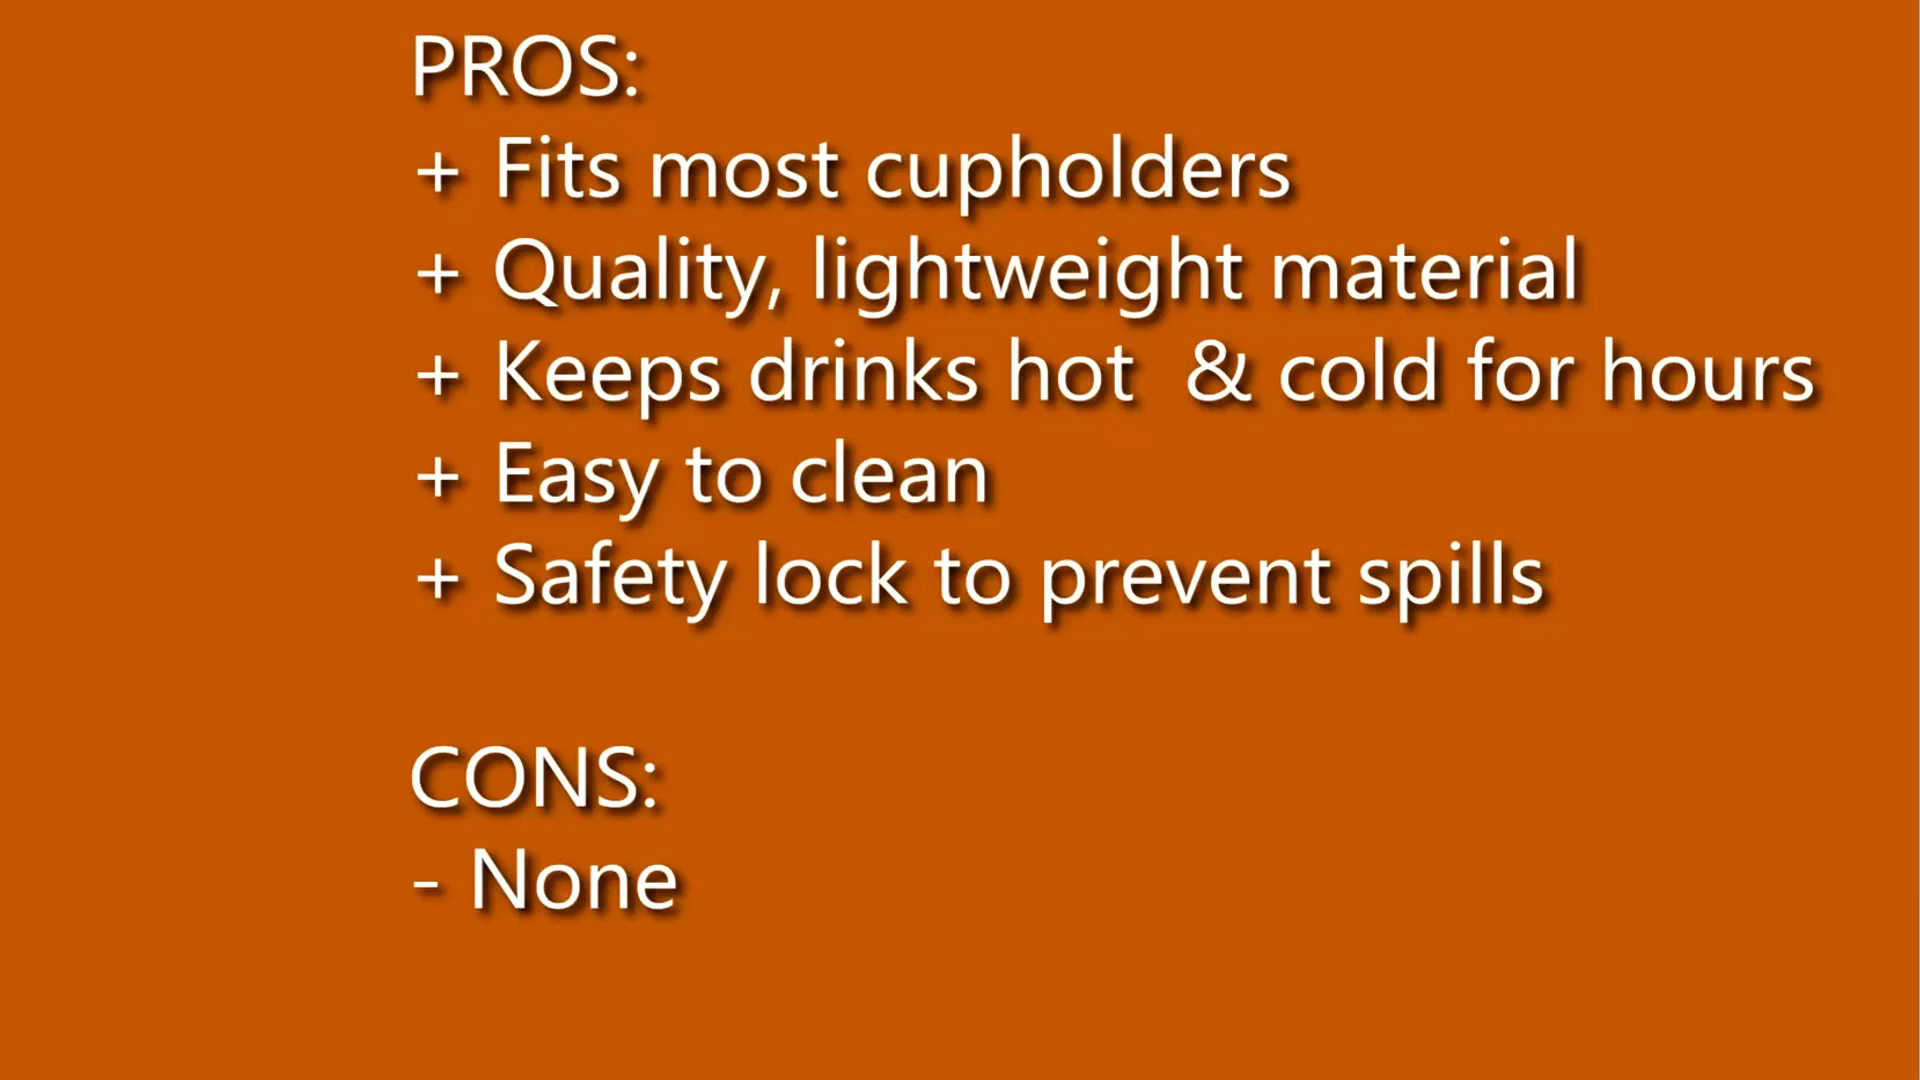 PROS:
+ Fits most cupholders
+ Quality, lightweight material
+ Keeps drinks hot  & cold for hours
+ Easy to clean
+ Safety lock to prevent spills
CONS:
- None